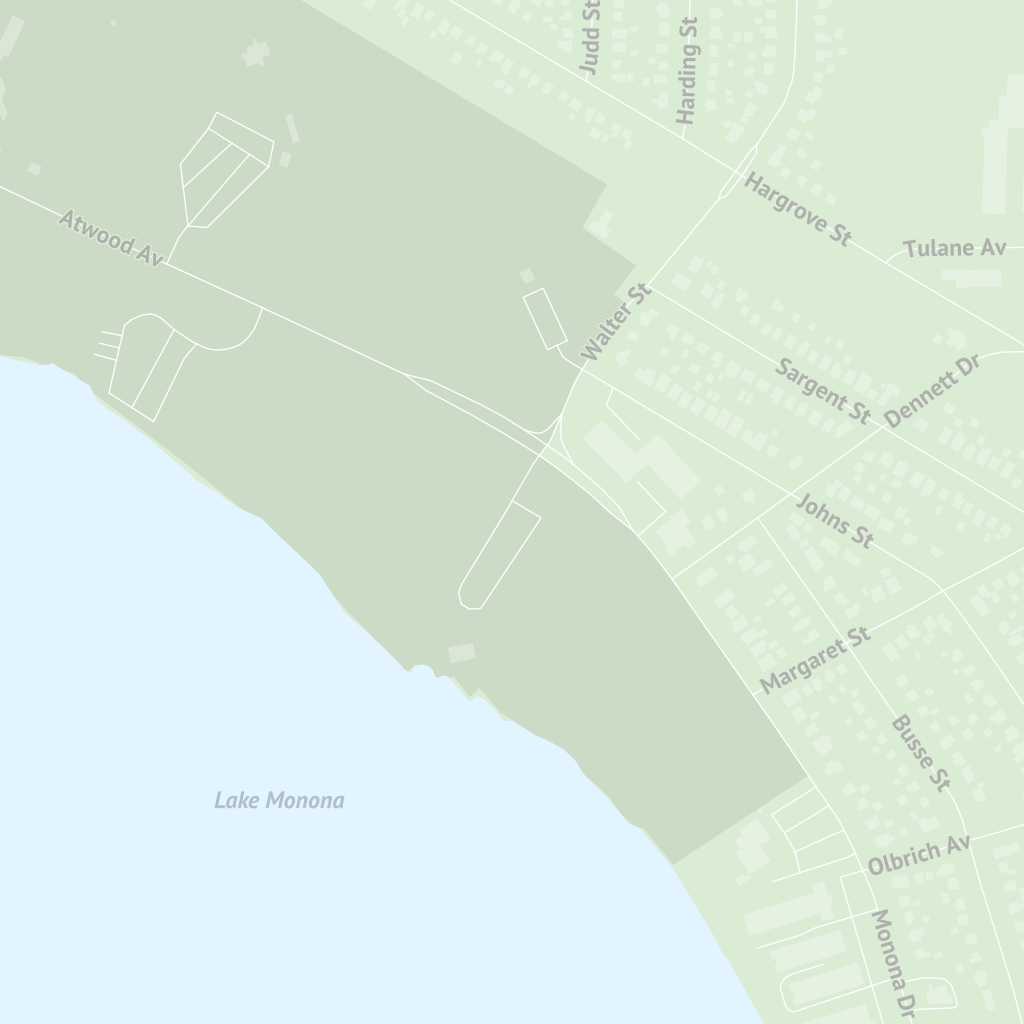 Judd St
Harding St
Hargrove St
Tulane Av
Atwood Av
Walter St
Sargent St
Dennett Dr
Johns St
Margaret St
Busse St
Lake Monona
Olbrich Av
Monona Dr